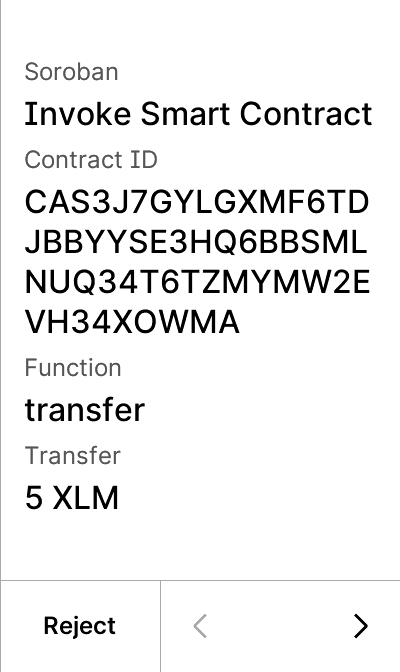 Soroban
Invoke Smart Contract
Contract ID
CAS3J7GYLGXMF6TD
JBBYYSE3HQ6BBSML
NUQ34T6TZMYMW2E
VH34XOWMA
Function
transfer
Transfer
5 XLM
Reject